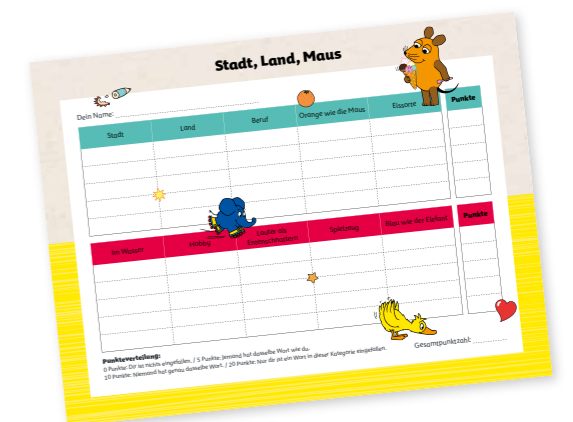 Stadt, Land, Maus
Dein Name:
Stadt Land Beruf Orange wie die Maus Eissorte Punkte
Im Wasser Hobby Lauter als Elefantentrötern Spielzeug Blau wie der Elefant Punkte
Punkteverteilung:
0 Punkte: Dir ist nichts eingefallen. / 5 Punkte: Jemand hat dasselbe Wort wie du.
10 Punkte: Niemand hat genau dasselbe Wort. / 20 Punkte: Nur dir ist ein Wort in dieser Kategorie eingefallen.
Gesamtpunktzahl: